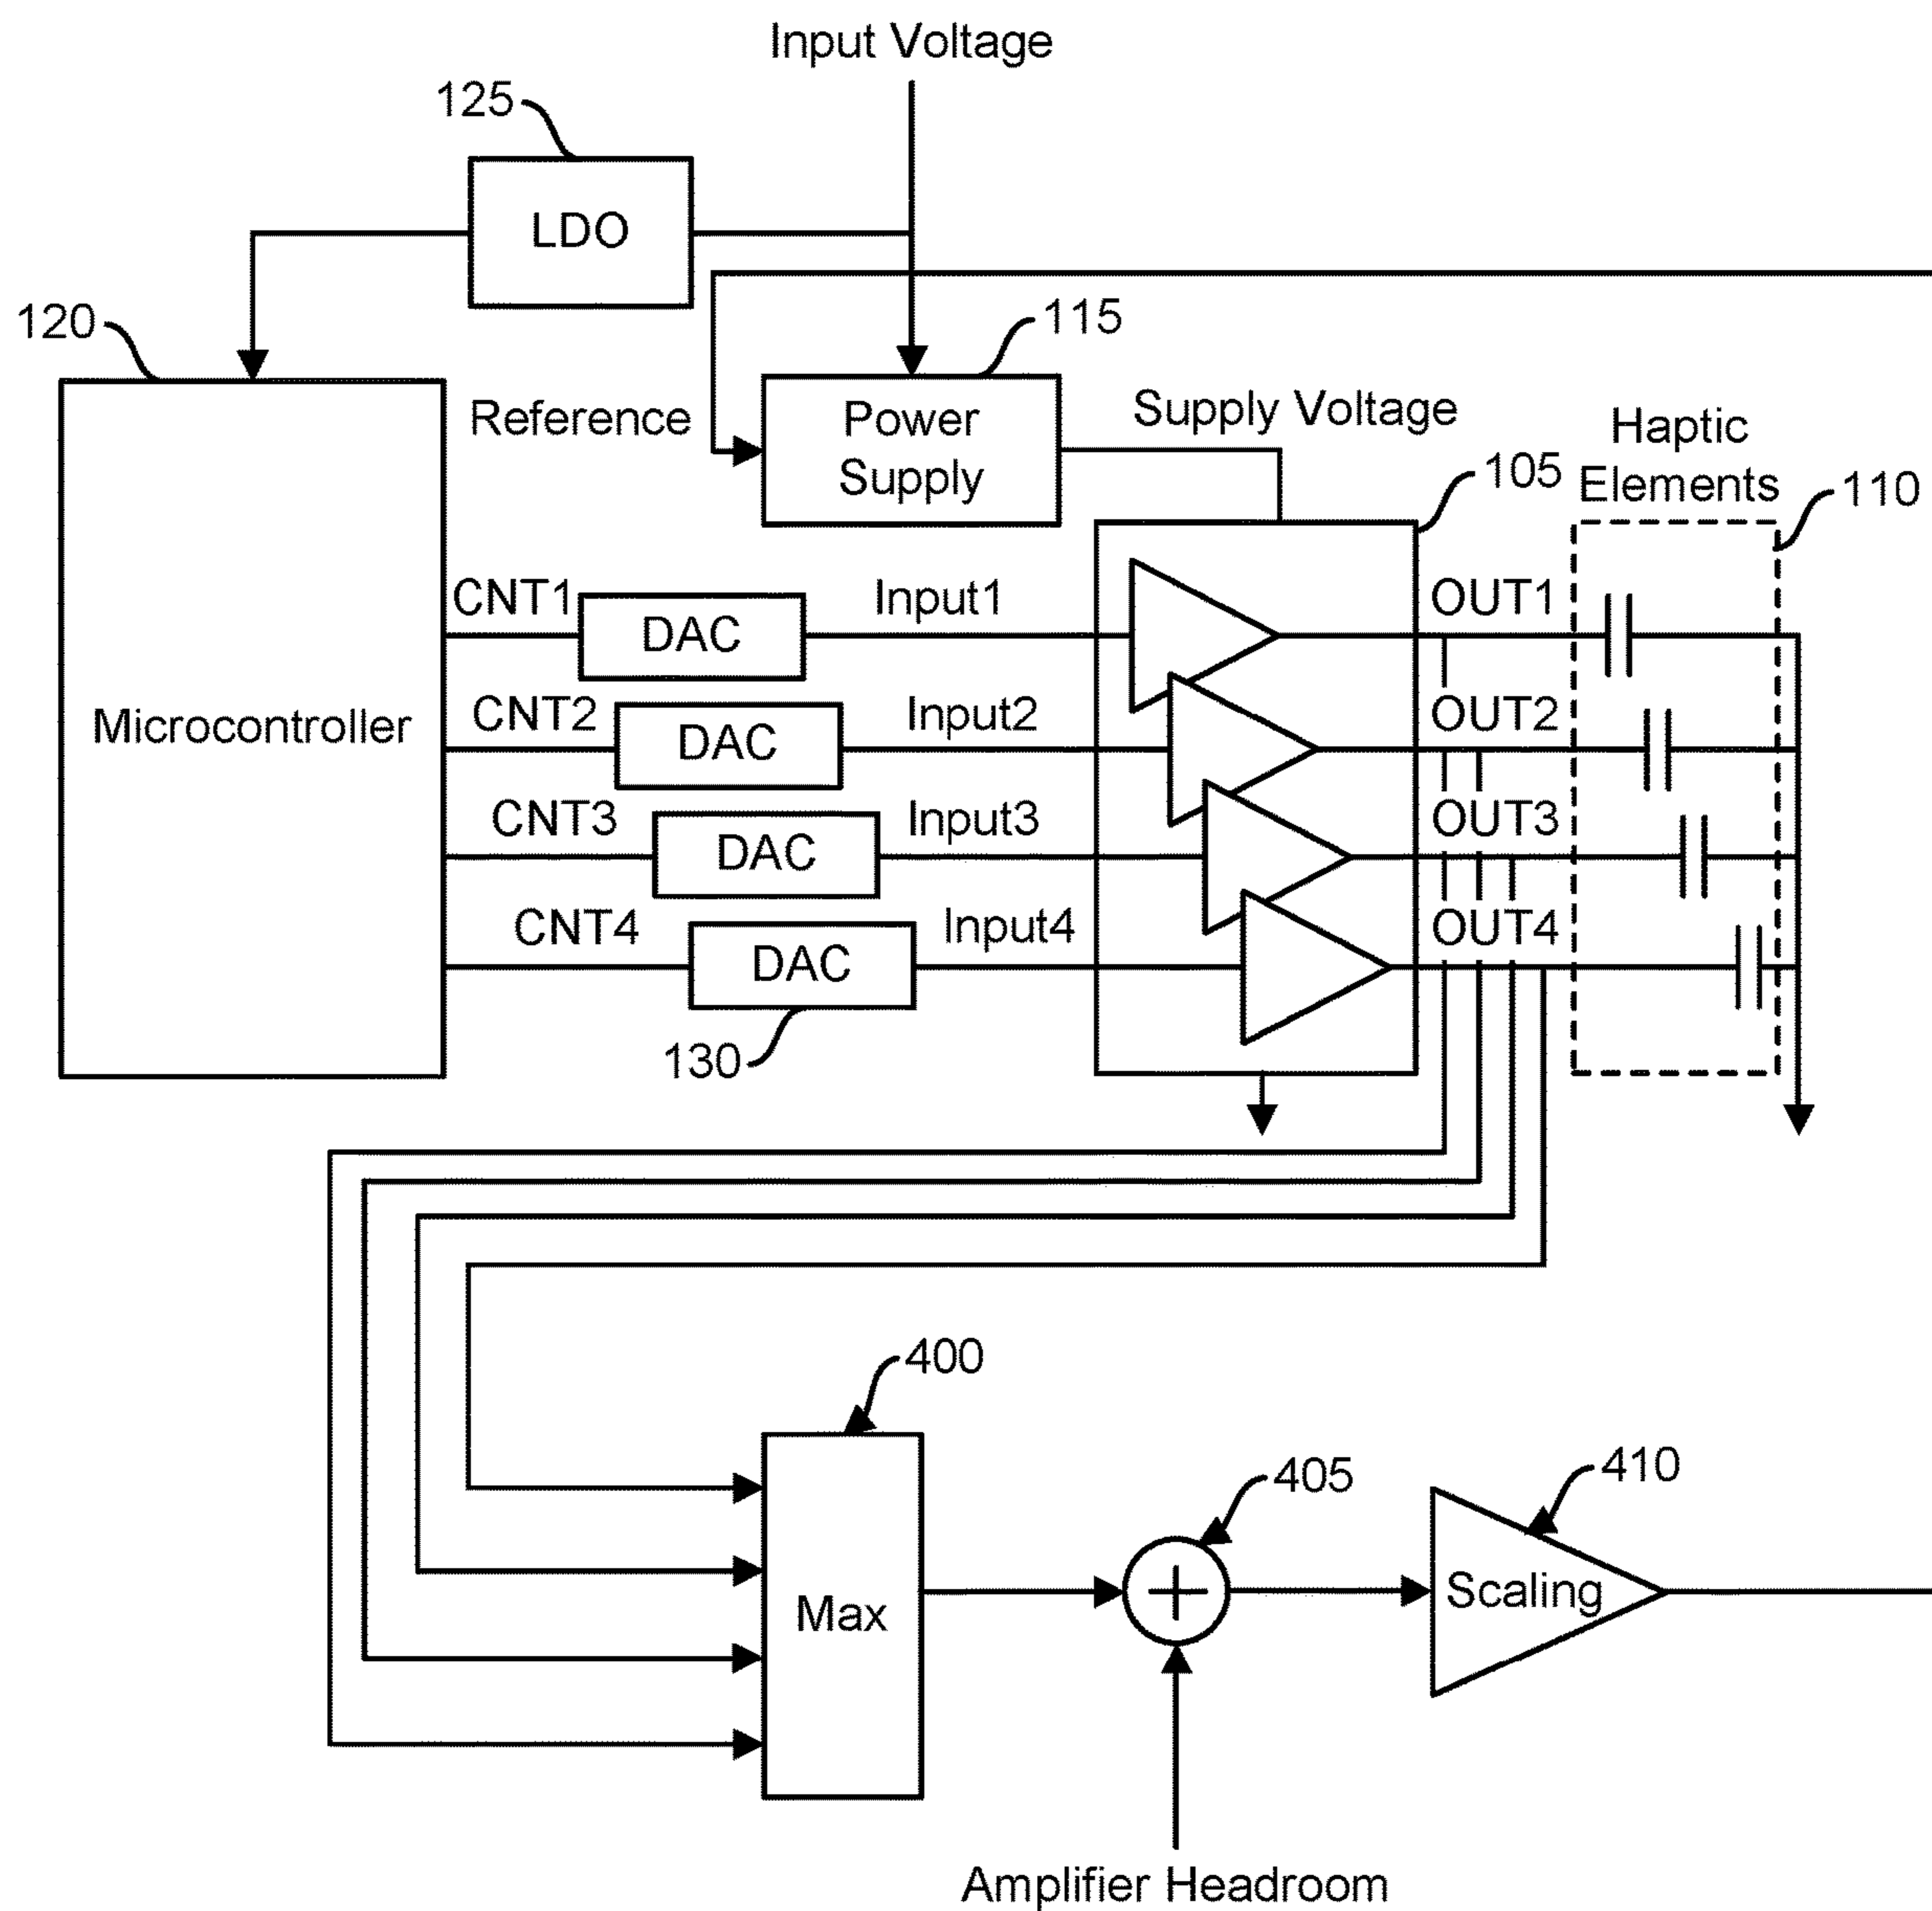 Input Voltage
125
LDO
120
115
Reference
Power
Supply
Supply Voltage
Haptic
Elements
105
110
Microcontroller
CNT1
DAC
Input1
OUT1
CNT2
DAC
Input2
OUT2
CNT3
DAC
Input3
OUT3
CNT4
DAC
Input4
OUT4
130
400
Max
405
+
410
Scaling
Amplifier Headroom